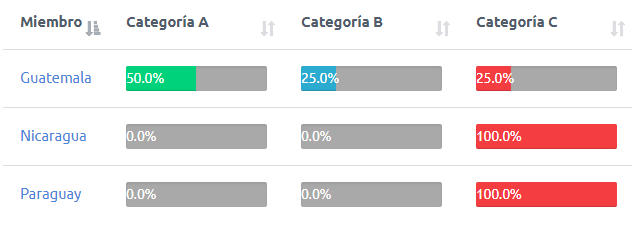 Miembro Categoría A Categoría B Categoría C
Guatemala 50.0% 25.0% 25.0%
Nicaragua 0.0% 0.0% 100.0%
Paraguay 0.0% 0.0% 100.0%